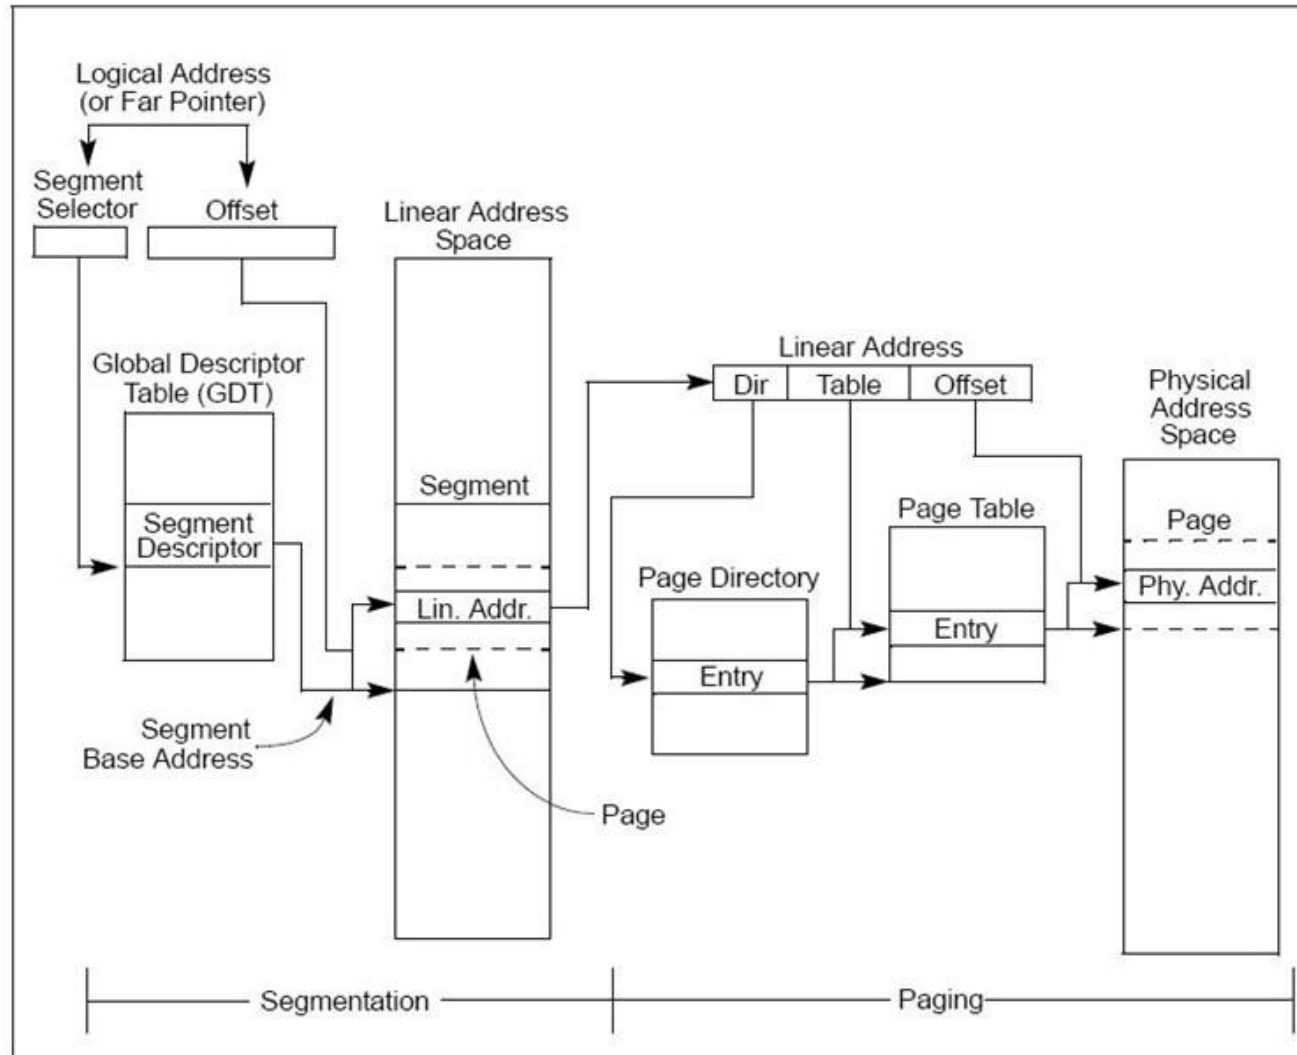 Logical Address
(or Far Pointer)
Segment
Selector
Offset
Linear Address
Space
Global Descriptor
Table (GDT)
Segment
Descriptor
Segment
Lin. Addr.
Segment
Base Address
Page
Linear Address
Dir
Table
Offset
Page Directory
Entry
Page Table
Entry
Physical
Address
Space
Page
Phy. Addr.
Segmentation
Paging